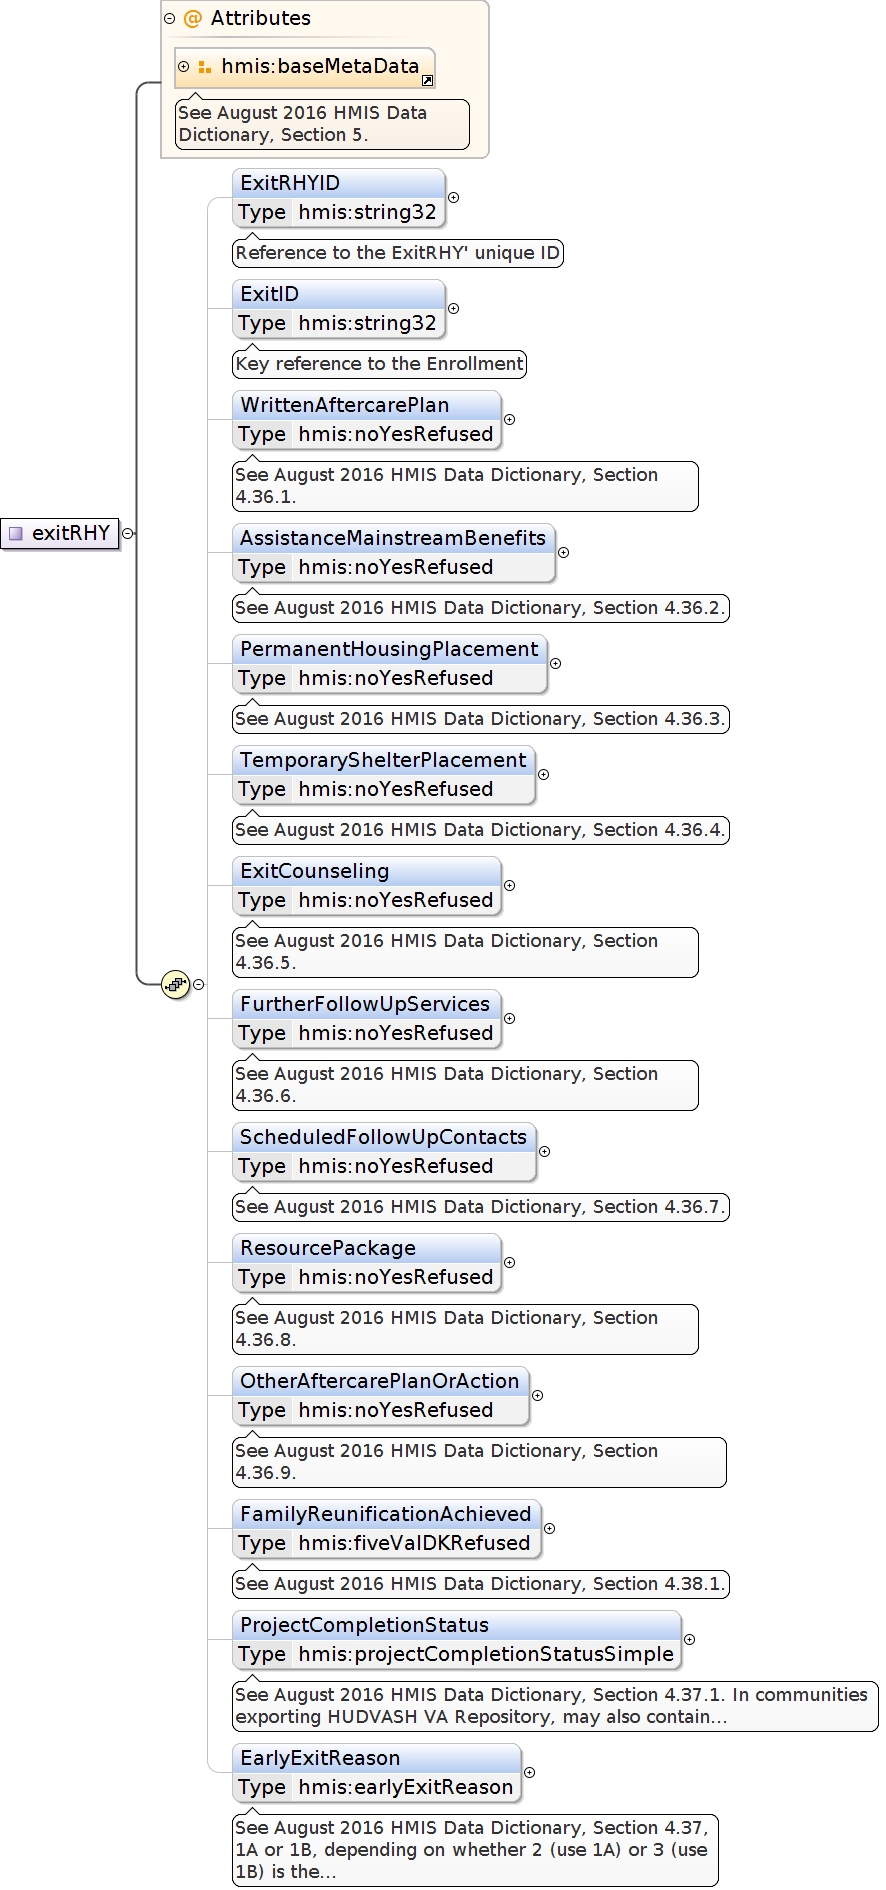 Attributes
hmis:baseMetaData
See August 2016 HMIS Data
Dictionary, Section 5.
ExitRHYID
Type hmis:string32
Reference to the ExitRHY' unique ID
ExitID
Type hmis:string32
Key reference to the Enrollment
WrittenAftercarePlan
Type hmis:noYesRefused
See August 2016 HMIS Data Dictionary, Section
4.36.1.
exitRHY
AssistanceMainstreamBenefits
Type hmis:noYesRefused
See August 2016 HMIS Data Dictionary, Section 4.36.2.
PermanentHousingPlacement
Type hmis:noYesRefused
See August 2016 HMIS Data Dictionary, Section 4.36.3.
TemporaryShelterPlacement
Type hmis:noYesRefused
See August 2016 HMIS Data Dictionary, Section 4.36.4.
ExitCounseling
Type hmis:noYesRefused
See August 2016 HMIS Data Dictionary, Section
4.36.5.
FurtherFollowUpServices
Type hmis:noYesRefused
See August 2016 HMIS Data Dictionary, Section
4.36.6.
ScheduledFollowUpContacts
Type hmis:noYesRefused
See August 2016 HMIS Data Dictionary, Section 4.36.7.
ResourcePackage
Type hmis:noYesRefused
See August 2016 HMIS Data Dictionary, Section
4.36.8.
OtherAftercarePlanOrAction
Type hmis:noYesRefused
See August 2016 HMIS Data Dictionary, Section
4.36.9.
FamilyReunificationAchieved
Type hmis:fiveValDKRefused
See August 2016 HMIS Data Dictionary, Section 4.38.1.
ProjectCompletionStatus
Type hmis:projectCompletionStatusSimple
See August 2016 HMIS Data Dictionary, Section 4.37.1. In communities
exporting HUDVASH VA Repository, may also contain...
EarlyExitReason
Type hmis:earlyExitReason
See August 2016 HMIS Data Dictionary, Section 4.37,
1A or 1B, depending on whether 2 (use 1A) or 3 (use
1B) is the...